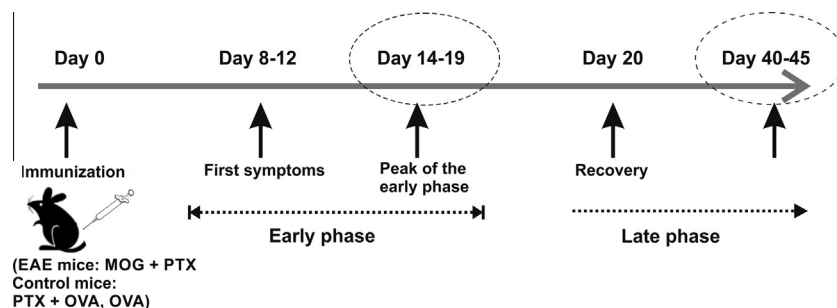 Day 0
Day 8-12
Day 14-19
Day 20
Day 40-45
Immunization
First symptoms
Peak of the
early phase
Recovery
Early phase
Late phase
(EAE mice: MOG + PTX
Control mice:
PTX + OVA, OVA)